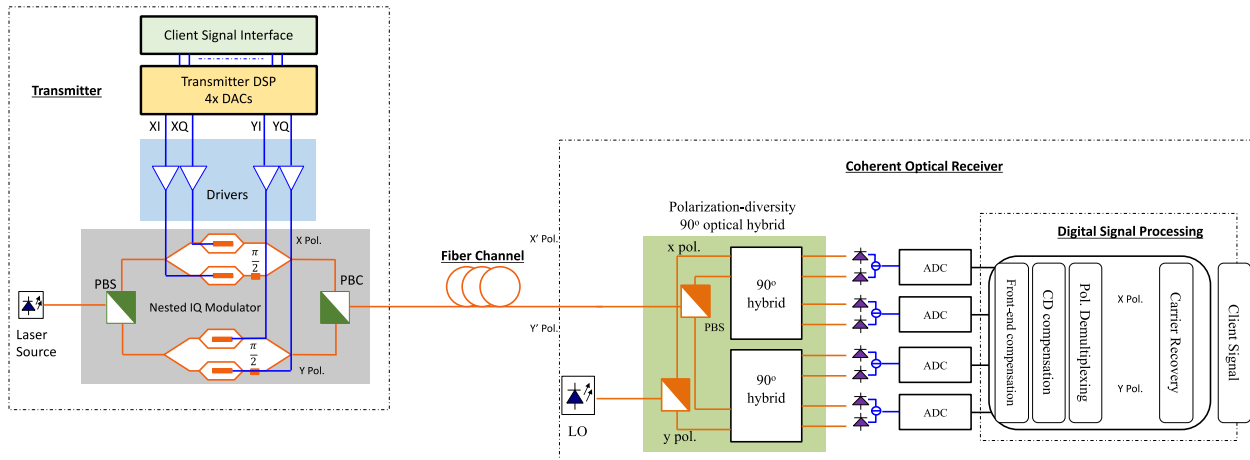 Client Signal Interface
Transmitter
Transmitter DSP
4x DACs
XI XQ YI YQ
Drivers
X Pol.
π
2
PBS
PBC
Nested IQ Modulator
Laser
Source
π
2
Y Pol.
Fiber Channel
X' Pol.
Y' Pol.
Coherent Optical Receiver
Polarization-diversity
90º optical hybrid
x pol.
PBS
90º
hybrid
90º
hybrid
LO
y pol.
ADC
ADC
ADC
ADC
Digital Signal Processing
Front-end compensation
CD compensation
Pol. Demultiplexing
X Pol.
Y Pol.
Carrier Recovery
Client Signal